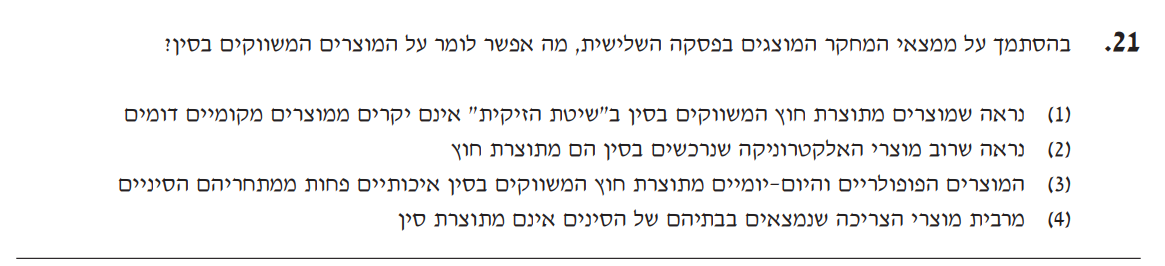 21. בהסתמך על ממצאי המחקר המוצגים בפסקה השלישית, מה אפשר לומר על המוצרים המשווקים בסין?
(1) נראה שמוצרים מתוצרת חוץ המשווקים בסין ב"שיטת הזיקית" אינם יקרים ממוצרים מקומיים דומים
(2) נראה שרוב מוצרי האלקטרוניקה שנרכשים בסין הם מתוצרת חוץ
(3) המוצרים הפופולריים והיום-יומיים מתוצרת חוץ המשווקים בסין איכותיים פחות ממתחריהם הסיניים
(4) מרבית מוצרי הצריכה שנמצאים בבתיהם של הסינים אינם מתוצרת סין